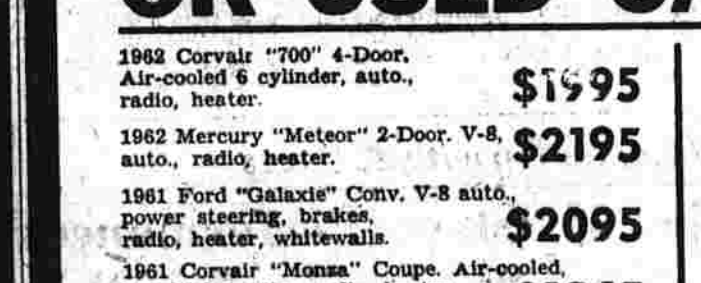 OR USED
1962 Corvair "700" 4-Door.
Air-cooled 6 cylinder, auto.,
radio, heater. $1995
1962 Mercury "Meteor" 2-Door. V-8,
auto., radio, heater. $2195
1961 Ford "Galaxie" Conv. V-8 auto.,
power steering, brakes,
radio, heater, whitewalls. $2095
1961 Corvair "Monza" Coupe. Air-cooled,